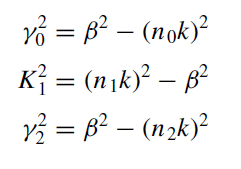 γ₀² = β² − (n₀k)²
K₁² = (n₁k)² − β²
γ₂² = β² − (n₂k)²